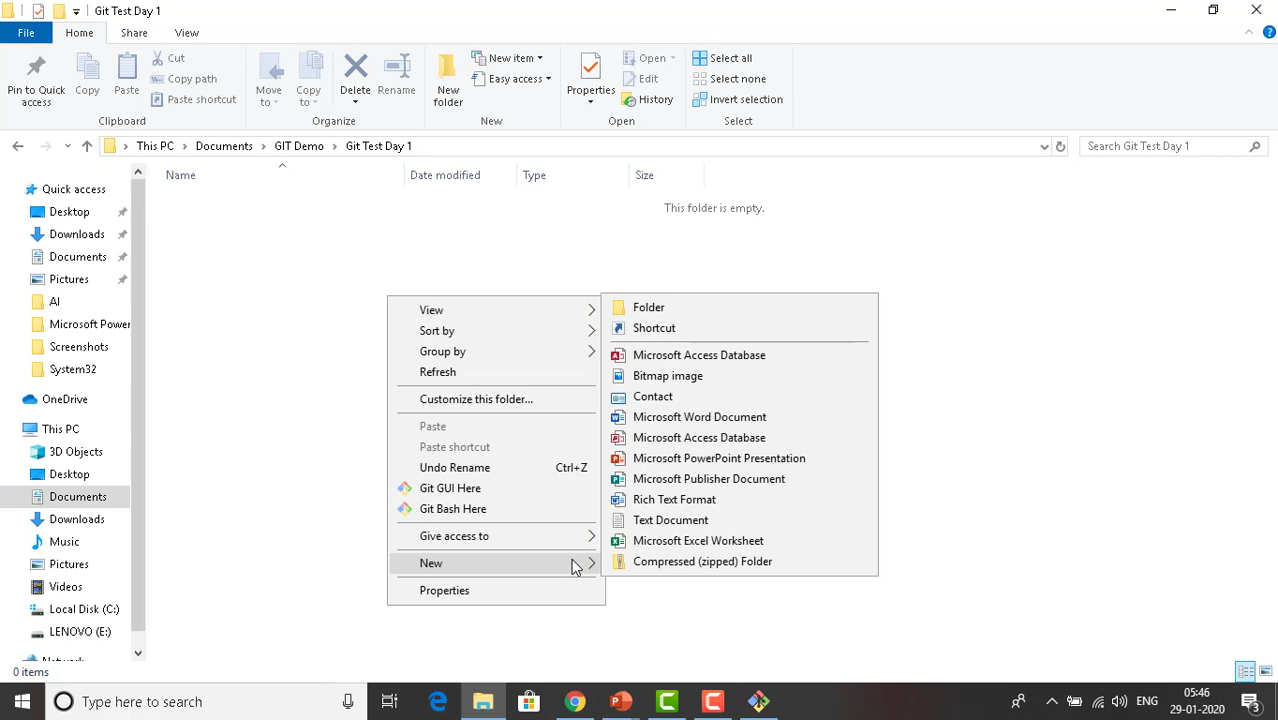 Git Test Day 1
File
Home
Share
View
Pin to Quick access
Copy
Paste
Cut
Copy path
Paste shortcut
Clipboard
Move to
Copy to
Delete
Rename
Organize
New folder
New item
Easy access
New
Properties
Open
Edit
History
Open
Select all
Select none
Invert selection
Select
This PC
Documents
GIT Demo
Git Test Day 1
Search Git Test Day 1
Name
Date modified
Type
Size
This folder is empty.
Quick access
Desktop
Downloads
Documents
Pictures
AI
Microsoft Power
Screenshots
System32
OneDrive
This PC
3D Objects
Desktop
Documents
Downloads
Music
Pictures
Videos
Local Disk (C:)
LENOVO (E:)
Network
View
Sort by
Group by
Refresh
Customize this folder...
Paste
Paste shortcut
Undo Rename Ctrl+Z
Git GUI Here
Git Bash Here
Give access to
New
Properties
Folder
Shortcut
Microsoft Access Database
Bitmap image
Contact
Microsoft Word Document
Microsoft Access Database
Microsoft PowerPoint Presentation
Microsoft Publisher Document
Rich Text Format
Text Document
Microsoft Excel Worksheet
Compressed (zipped) Folder
0 items
Type here to search
ENG
05:46
29-01-2020
3